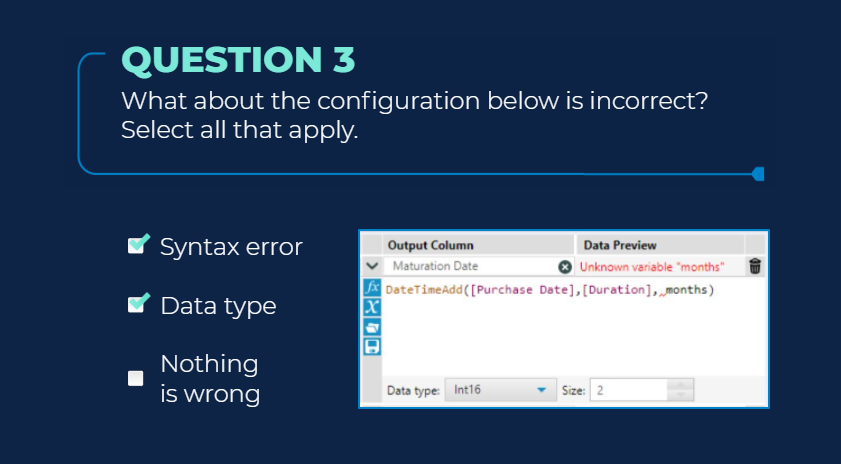 QUESTION 3
What about the configuration below is incorrect?
Select all that apply.
Syntax error
Data type
Nothing
is wrong
Output Column Data Preview
Maturation Date Unknown variable "months"
fx
X
DateTimeAdd([Purchase Date],[Duration], months)
Data type: Int16 Size: 2